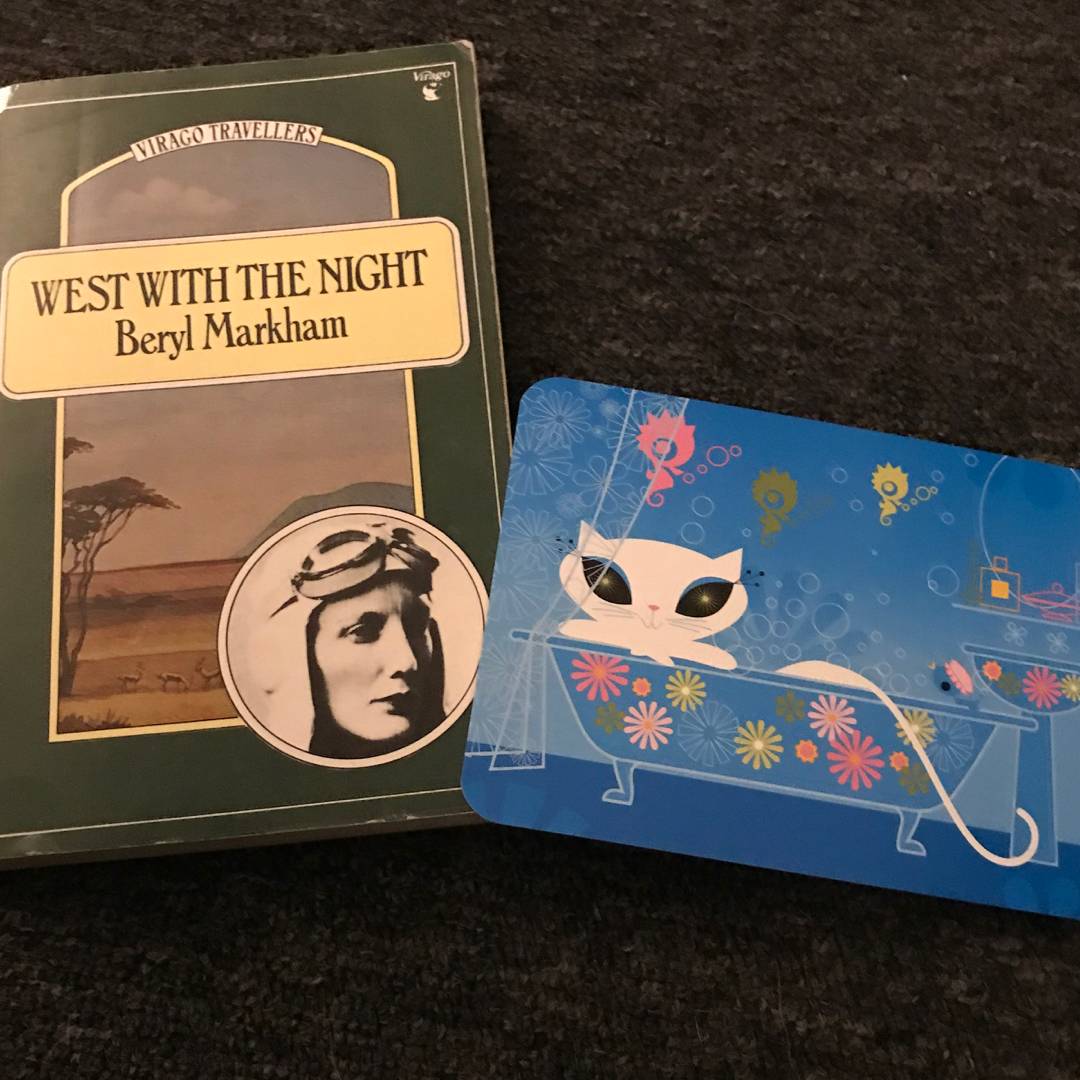 Virago
VIRAGO TRAVELLERS
WEST WITH THE NIGHT
Beryl Markham